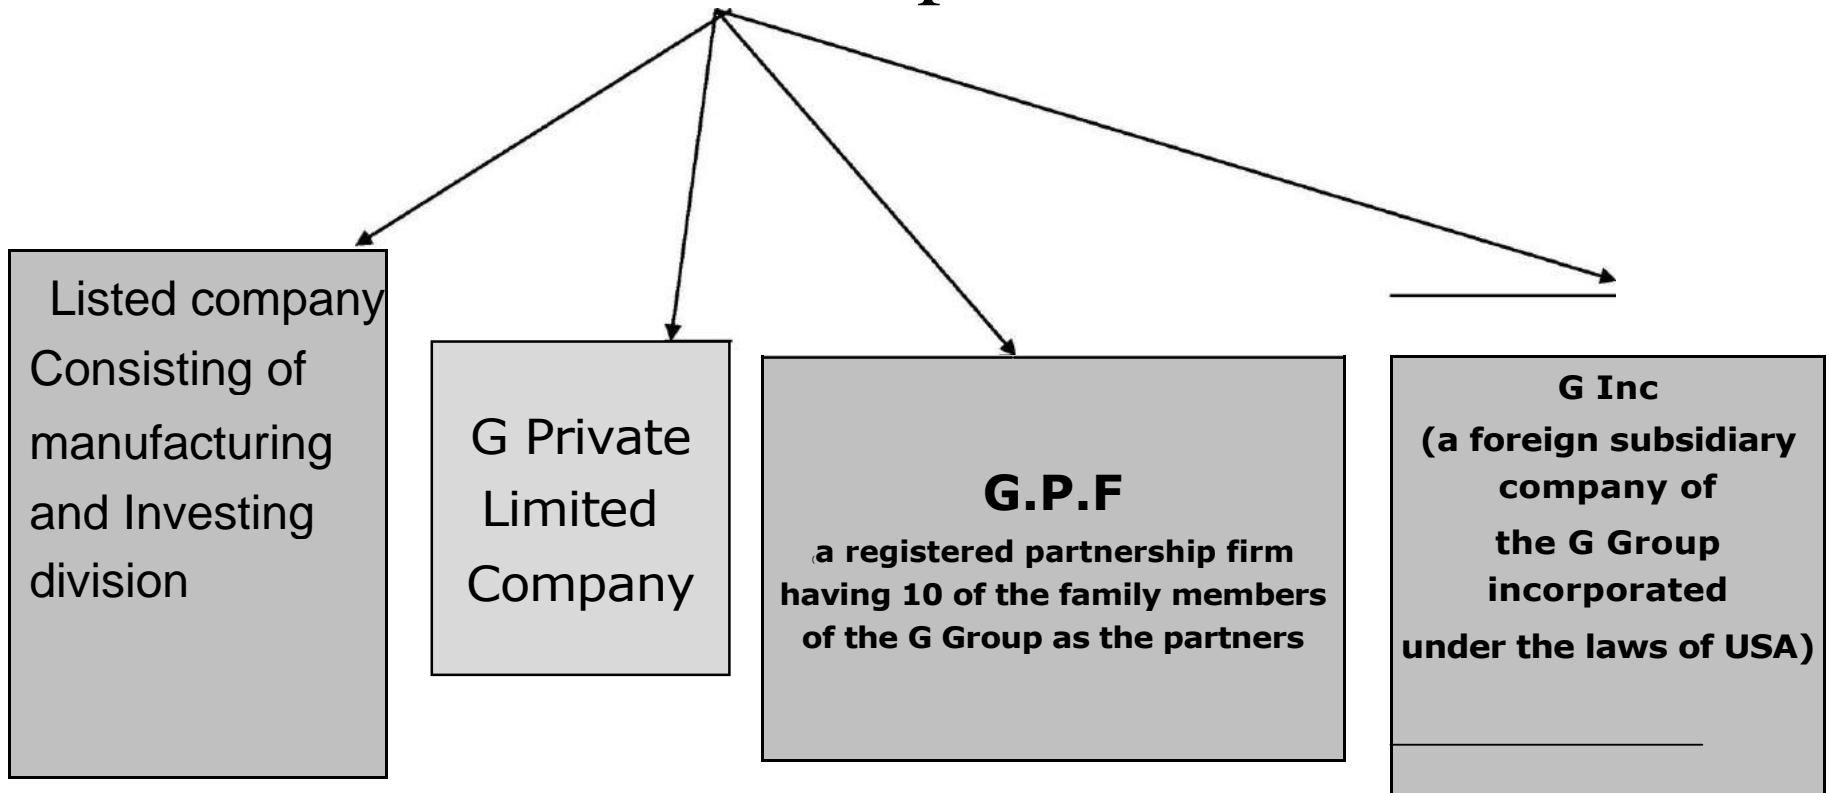 Listed company
Consisting of
manufacturing
and Investing
division
G Private
Limited
Company
G.P.F
a registered partnership firm
having 10 of the family members
of the G Group as the partners
G Inc
(a foreign subsidiary
company of
the G Group
incorporated
under the laws of USA)